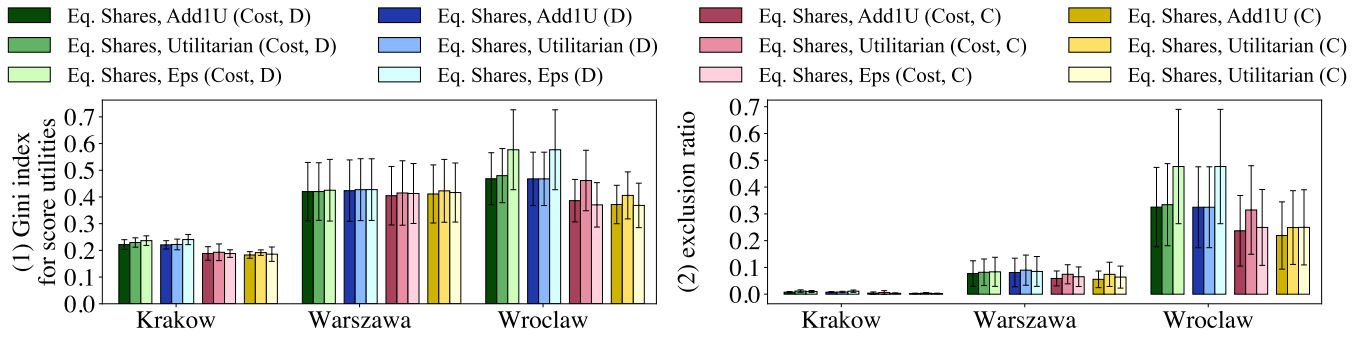 Eq. Shares, Add1U (Cost, D)
Eq. Shares, Add1U (D)
Eq. Shares, Add1U (Cost, C)
Eq. Shares, Add1U (C)
Eq. Shares, Utilitarian (Cost, D)
Eq. Shares, Utilitarian (D)
Eq. Shares, Utilitarian (Cost, C)
Eq. Shares, Utilitarian (C)
Eq. Shares, Eps (Cost, D)
Eq. Shares, Eps (D)
Eq. Shares, Eps (Cost, C)
Eq. Shares, Utilitarian (C)
(1) Gini index
for score utilities
0.7
0.6
0.5
0.4
0.3
0.2
0.1
0.0
Krakow
Warszawa
Wroclaw
(2) exclusion ratio
0.7
0.6
0.5
0.4
0.3
0.2
0.1
0.0
Krakow
Warszawa
Wroclaw